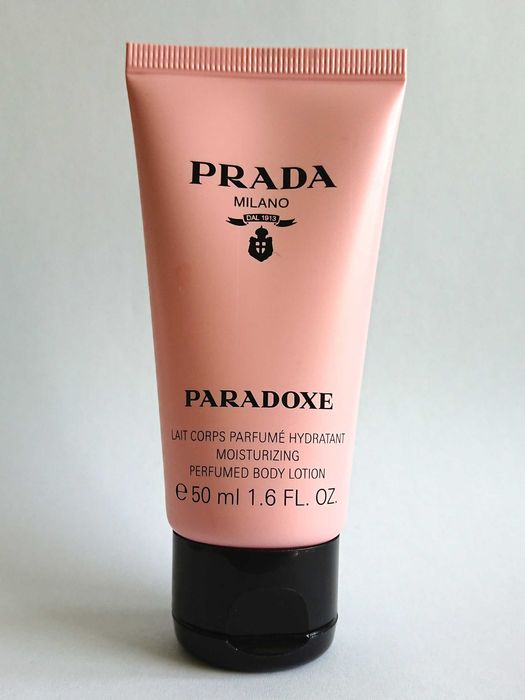 PRADA
MILANO
DAL 1913
PARADOXE
LAIT CORPS PARFUMÉ HYDRATANT
MOISTURIZING
PERFUMED BODY LOTION
℮ 50 ml 1.6 FL. OZ.